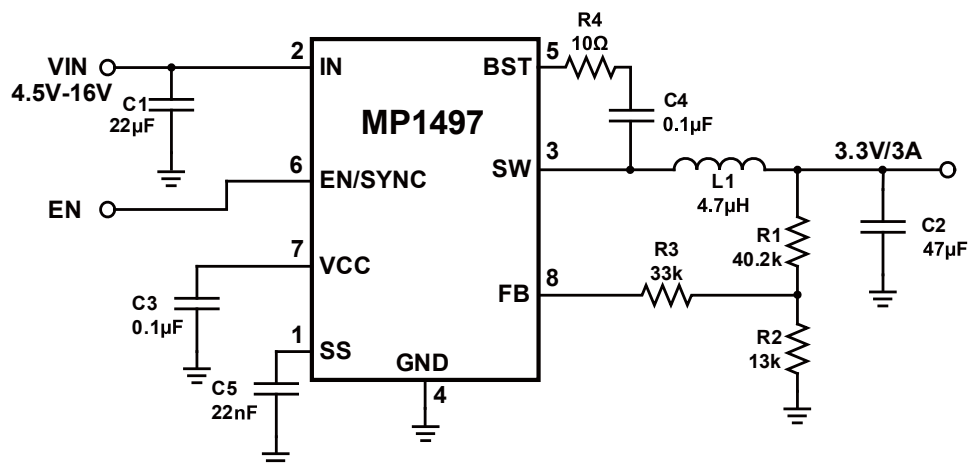 VIN
4.5V-16V
C1
22µF
2
IN
MP1497
BST
5
R4
10Ω
C4
0.1µF
EN
6
EN/SYNC
SW
3
L1
4.7µH
3.3V/3A
C2
47µF
7
VCC
C3
0.1µF
1
SS
C5
22nF
GND
4
FB
8
R3
33k
R1
40.2k
R2
13k